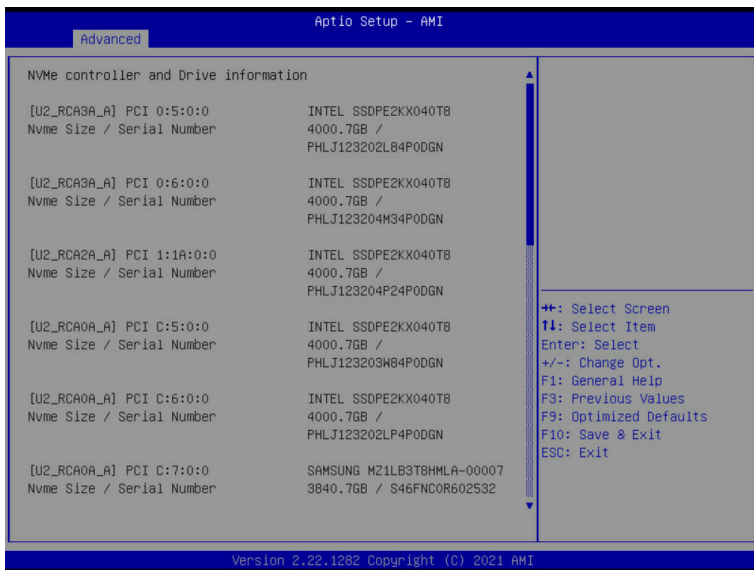 Aptio Setup – AMI
Advanced
NVMe controller and Drive information
[U2_RCA3A_A] PCI 0:5:0:0 INTEL SSDPE2KX040T8
Nvme Size / Serial Number 4000.7GB /
PHLJ123202L84P0DGN
[U2_RCA3A_A] PCI 0:6:0:0 INTEL SSDPE2KX040T8
Nvme Size / Serial Number 4000.7GB /
PHLJ123204M34P0DGN
[U2_RCA2A_A] PCI 1:1A:0:0 INTEL SSDPE2KX040T8
Nvme Size / Serial Number 4000.7GB /
PHLJ123204P24P0DGN
[U2_RCA0A_A] PCI C:5:0:0 INTEL SSDPE2KX040T8
Nvme Size / Serial Number 4000.7GB /
PHLJ123203W84P0DGN
[U2_RCA0A_A] PCI C:6:0:0 INTEL SSDPE2KX040T8
Nvme Size / Serial Number 4000.7GB /
PHLJ123202LP4P0DGN
[U2_RCA0A_A] PCI C:7:0:0 SAMSUNG MZ1LB3T8HMLA-00007
Nvme Size / Serial Number 3840.7GB / S46FNC0R602532
→←: Select Screen
↑↓: Select Item
Enter: Select
+/-: Change Opt.
F1: General Help
F3: Previous Values
F9: Optimized Defaults
F10: Save & Exit
ESC: Exit
Version 2.22.1282 Copyright (C) 2021 AMI